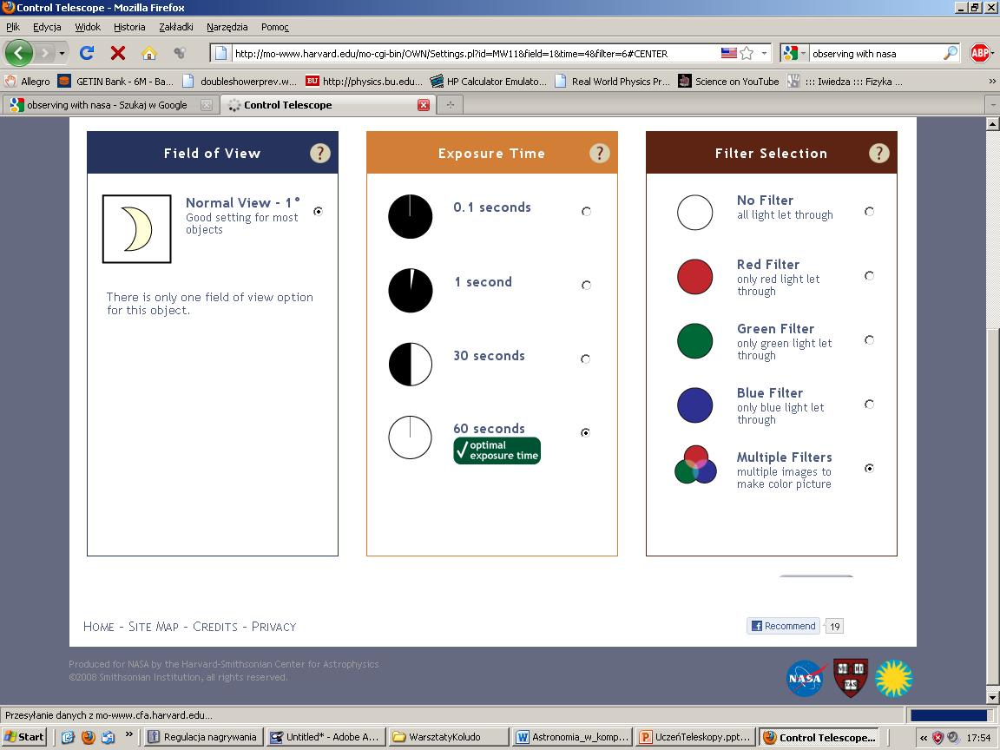 Control Telescope - Mozilla Firefox
Plik Edycja Widok Historia Zakładki Narzędzia Pomoc
http://mo-www.harvard.edu/mo-cgi-bin/OWN/Settings.pl?id=MW11&field=1&time=4&filter=6#CENTER
observing with nasa
ABP
Allegro
GETIN Bank - 6M - Ba...
doubleshowerprev.w...
EU http://physics.bu.edu...
HP Calculator Emulato...
Real World Physics Pr...
Science on YouTube
::: Iwiedza ::: Fizyka ...
observing with nasa - Szukaj w Google
Control Telescope
Field of View ?
Normal View - 1°
Good setting for most
objects
There is only one field of view option
for this object.
Exposure Time ?
0.1 seconds
1 second
30 seconds
60 seconds
optimal
exposure time
Filter Selection ?
No Filter
all light let through
Red Filter
only red light let
through
Green Filter
only green light let
through
Blue Filter
only blue light let
through
Multiple Filters
multiple images to
make color picture
Home - Site Map - Credits - Privacy
Recommend 19
Produced for NASA by the Harvard-Smithsonian Center for Astrophysics
©2008 Smithsonian Institution, all rights reserved.
NASA
Przesyłanie danych z mo-www.cfa.harvard.edu...
Start
Regulacja nagrywania
Untitled* - Adobe A...
WarsztatyKoludo
Astronomia_w_komp...
UczeńTeleskopy.ppt...
Control Telescope...
17:54